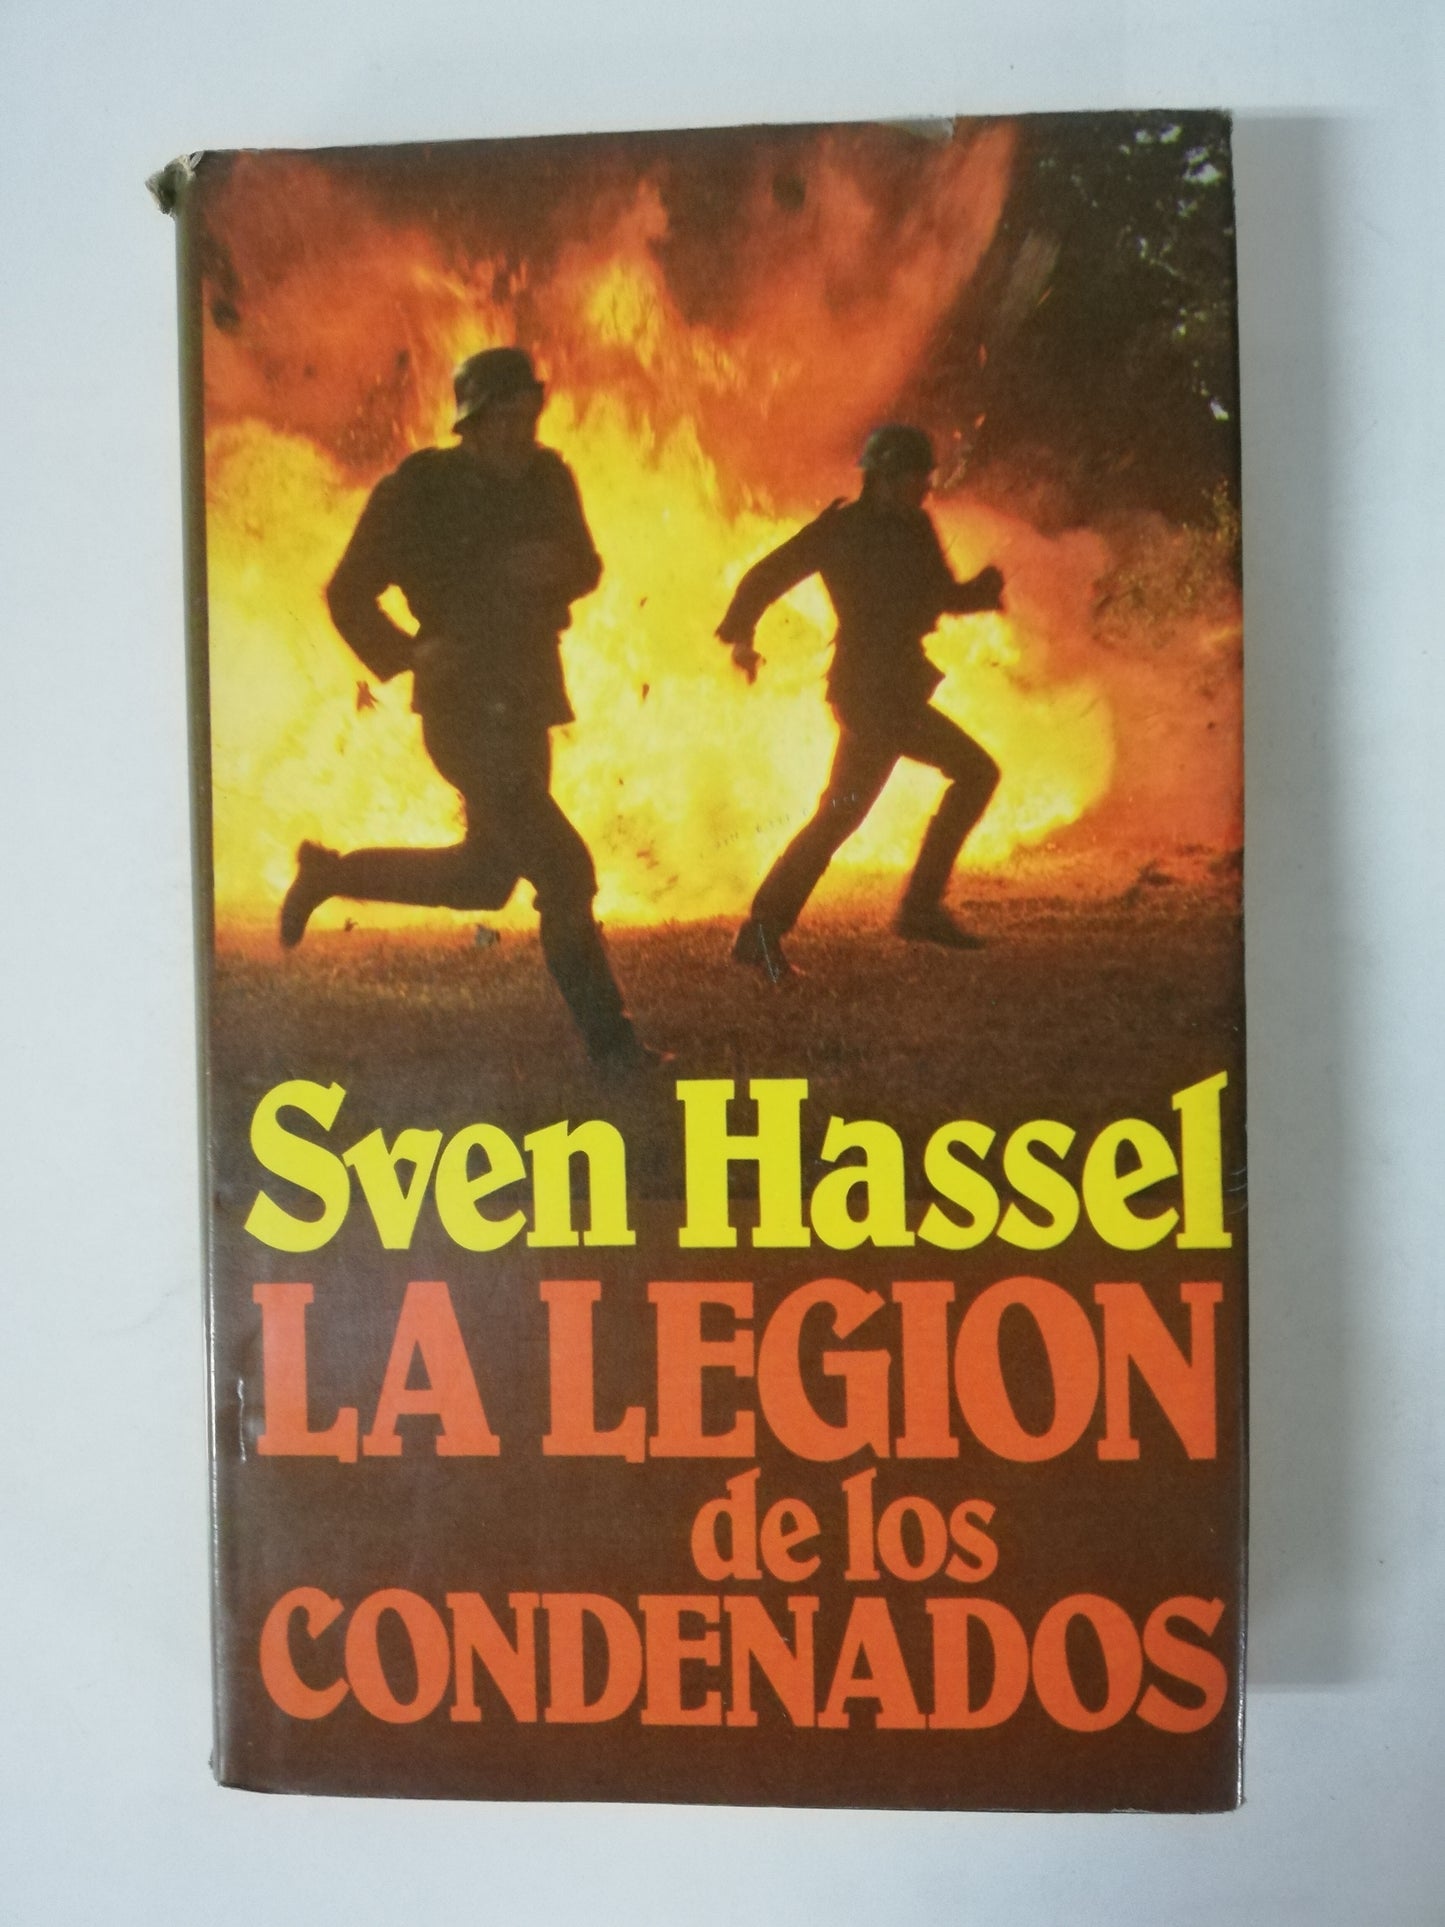 Sven Hassel
LA LEGION
de los
CONDENADOS